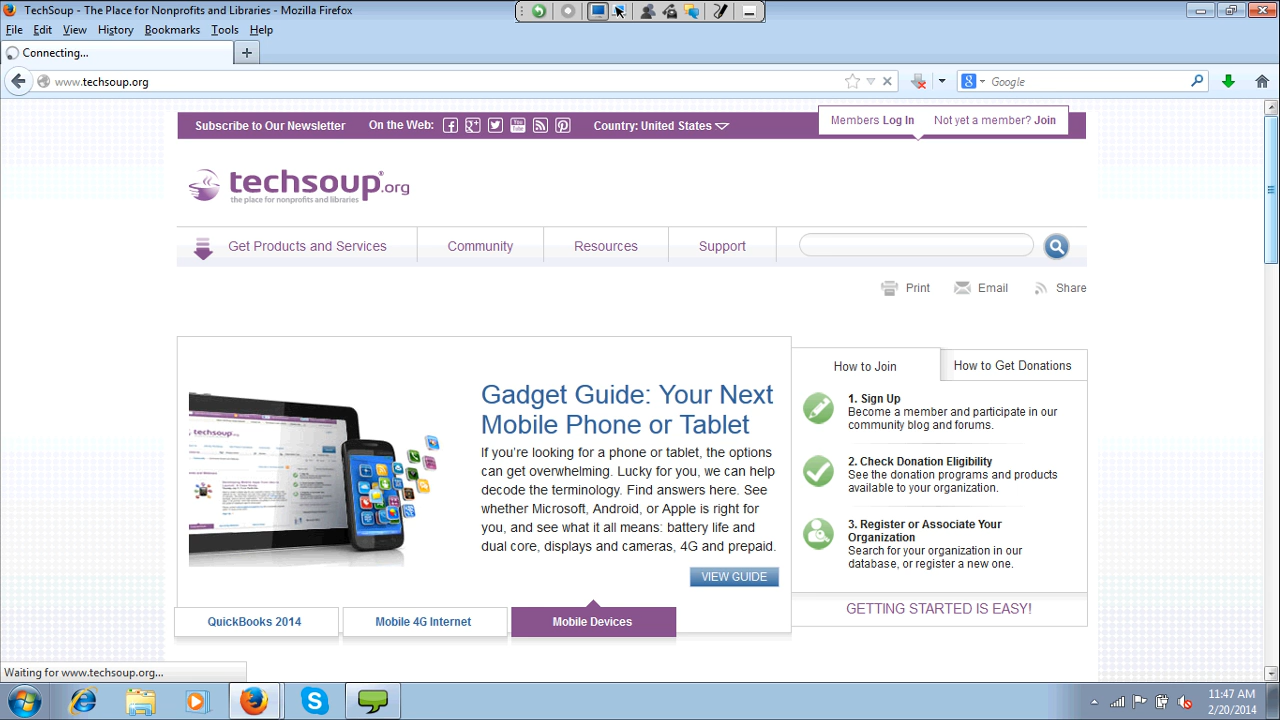 TechSoup - The Place for Nonprofits and Libraries - Mozilla Firefox
File Edit View History Bookmarks Tools Help
Connecting...
www.techsoup.org
Google
Subscribe to Our Newsletter On the Web: Country: United States
Members Log In Not yet a member? Join
techsoup.org
the place for nonprofits and libraries
Get Products and Services Community Resources Support
Print Email Share
Gadget Guide: Your Next
Mobile Phone or Tablet
If you're looking for a phone or tablet, the options
can get overwhelming. Lucky for you, we can help
decode the terminology. Find answers here. See
whether Microsoft, Android, or Apple is right for
you, and see what it all means: battery life and
dual core, displays and cameras, 4G and prepaid.
VIEW GUIDE
QuickBooks 2014 Mobile 4G Internet Mobile Devices
How to Join How to Get Donations
1. Sign Up
Become a member and participate in our
community blog and forums.
2. Check Donation Eligibility
See the donation programs and products
available to your organization.
3. Register or Associate Your
Organization
Search for your organization in our
database, or register a new one.
GETTING STARTED IS EASY!
Waiting for www.techsoup.org...
11:47 AM
2/20/2014